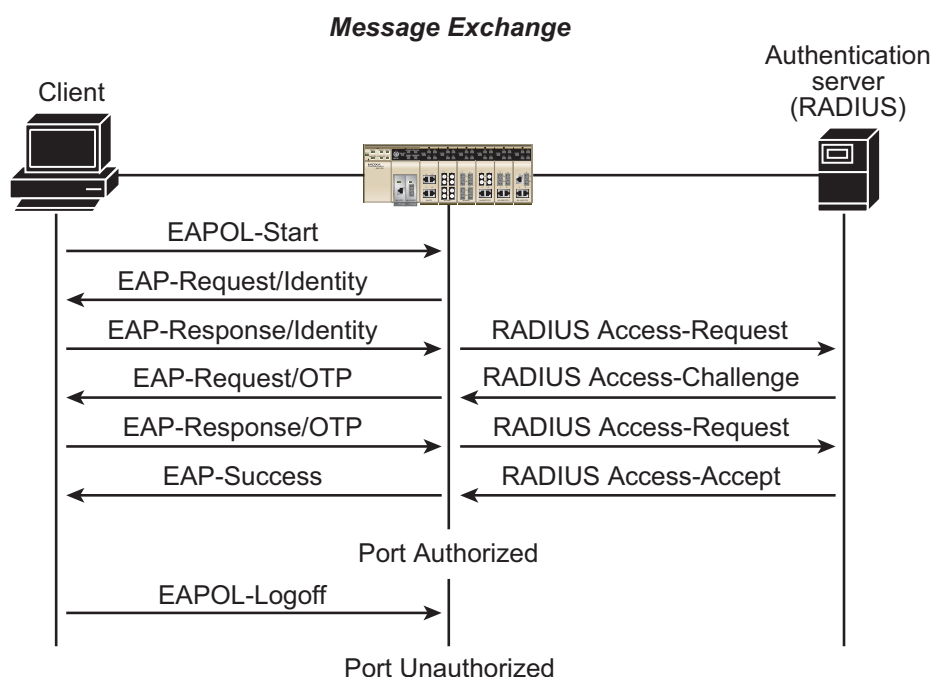 Message Exchange
Authentication
server
(RADIUS)
Client
EAPOL-Start
EAP-Request/Identity
EAP-Response/Identity
RADIUS Access-Request
EAP-Request/OTP
RADIUS Access-Challenge
EAP-Response/OTP
RADIUS Access-Request
EAP-Success
RADIUS Access-Accept
Port Authorized
EAPOL-Logoff
Port Unauthorized